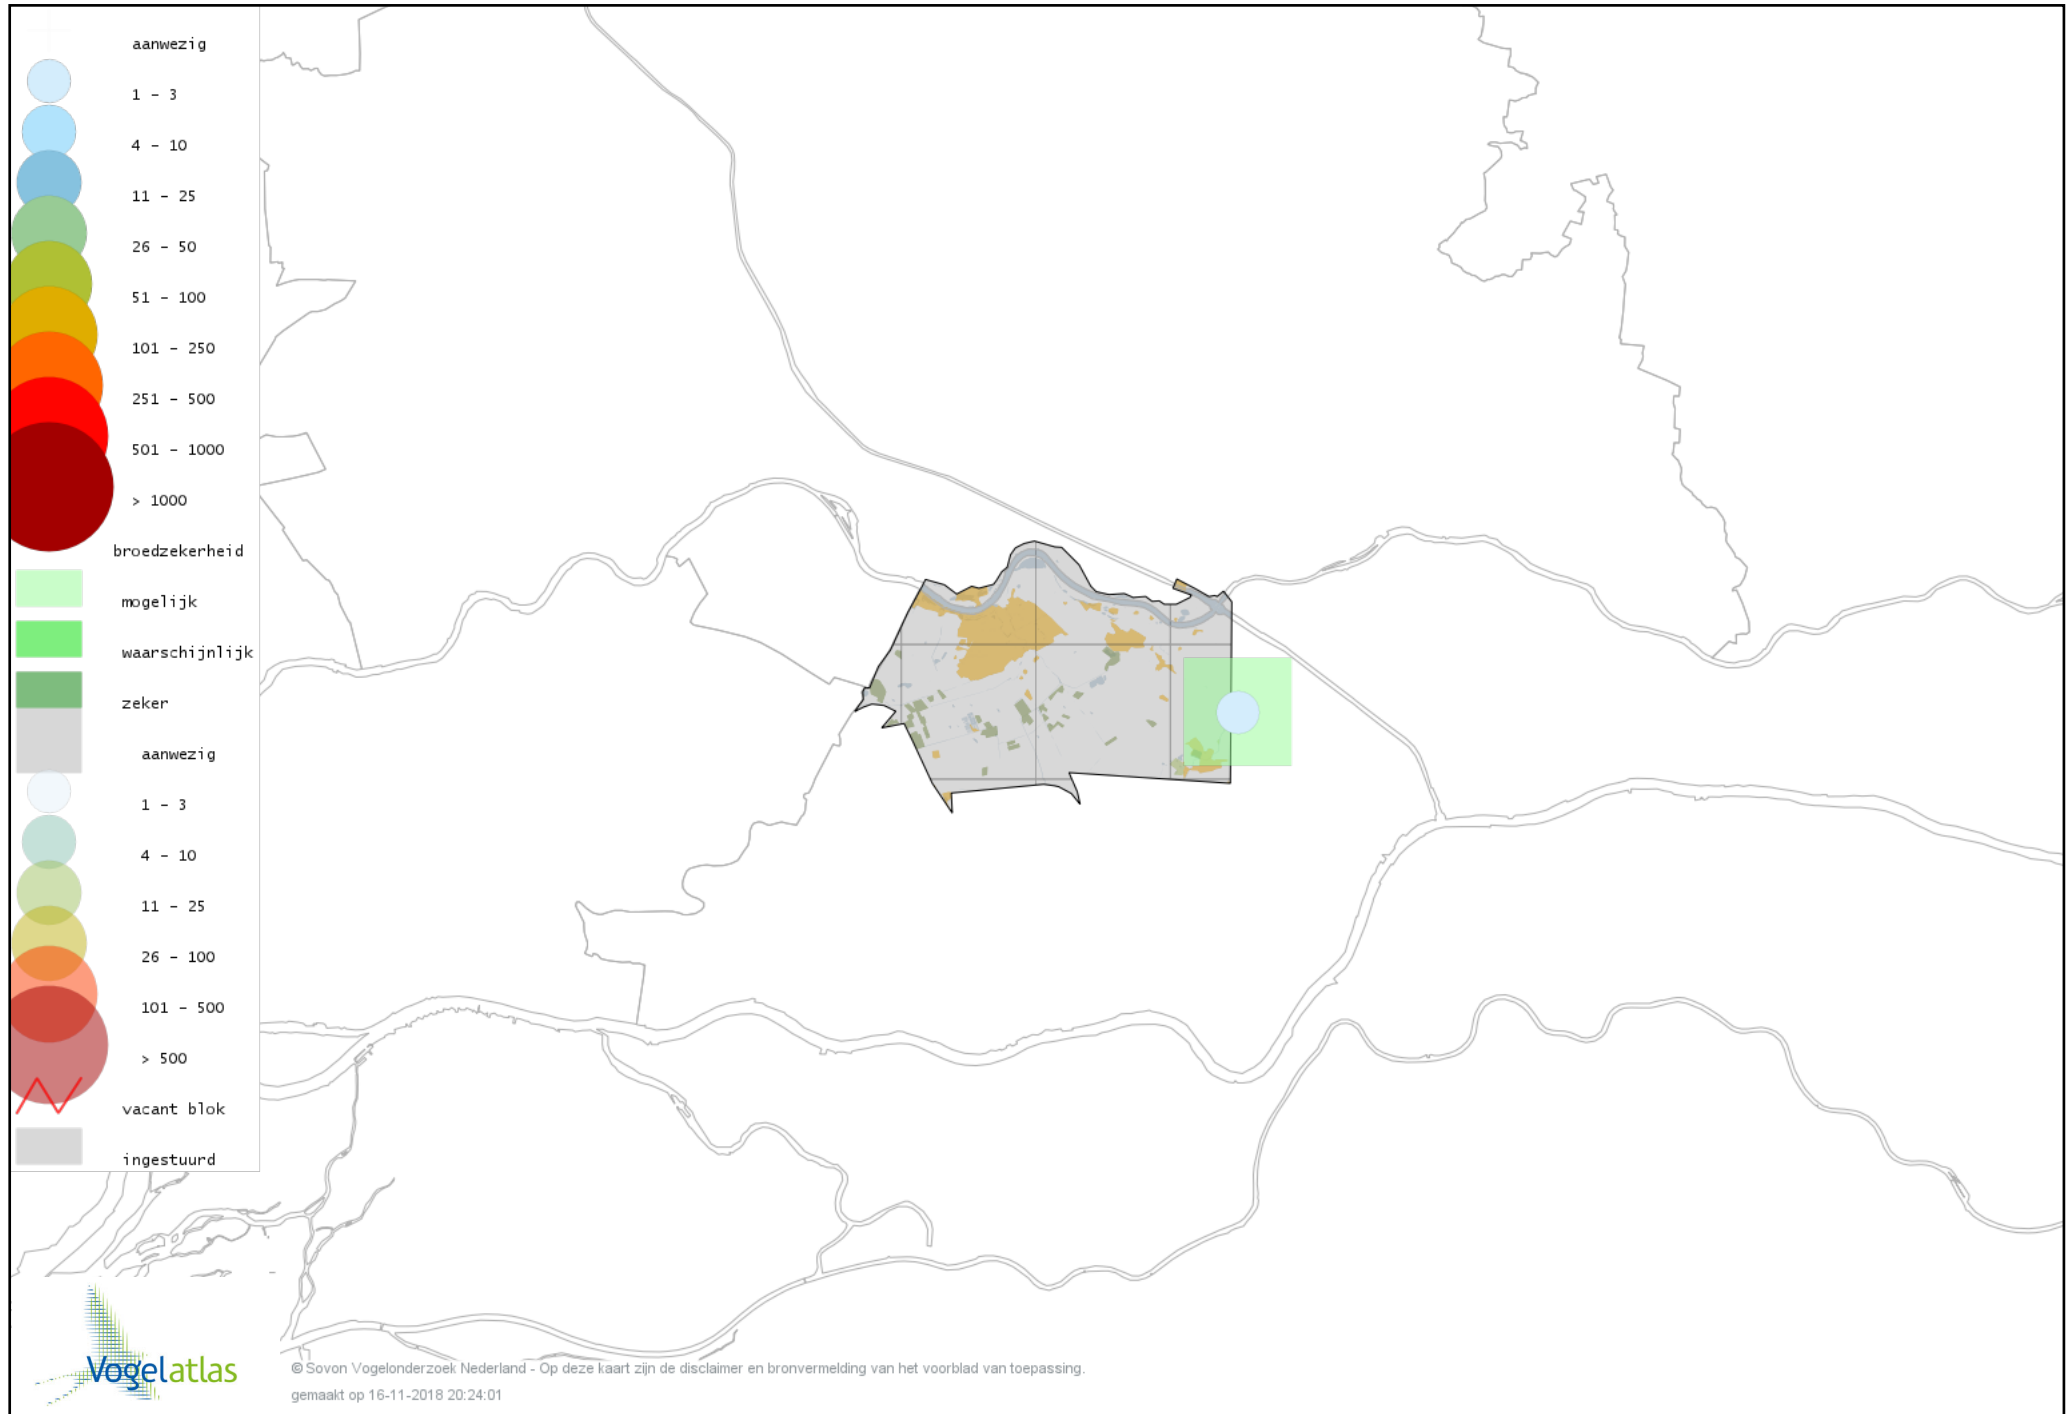 aanwezig
1 - 3
4 - 10
11 - 25
26 - 50
51 - 100
101 - 250
251 - 500
501 - 1000
> 1000
broedzekerheid
mogelijk
waarschijnlijk
zeker
aanwezig
1 - 3
4 - 10
11 - 25
26 - 100
101 - 500
> 500
vacant blok
ingestuurd
Vogelatlas
© Sovon Vogelonderzoek Nederland - Op deze kaart zijn de disclaimer en bronvermelding van het voorblad van toepassing.
gemaakt op 16-11-2018 20:24:01